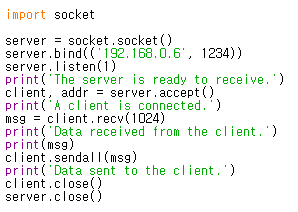 import socket

server = socket.socket()
server.bind(('192.168.0.6', 1234))
server.listen(1)
print('The server is ready to receive.')
client, addr = server.accept()
print('A client is connected.')
msg = client.recv(1024)
print('Data received from the client.')
print(msg)
client.sendall(msg)
print('Data sent to the client.')
client.close()
server.close()